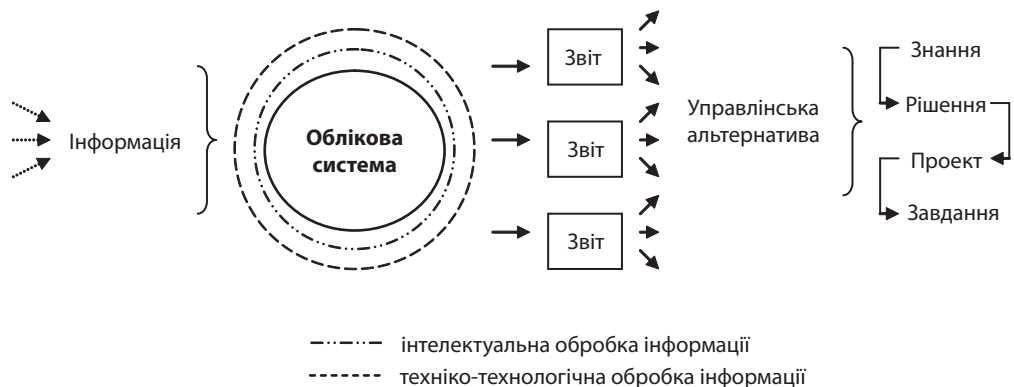 Інформація
Облікова
система
Звіт
Звіт
Звіт
Управлінська
альтернатива
Знання
Рішення
Проект
Завдання
інтелектуальна обробка інформації
техніко-технологічна обробка інформації